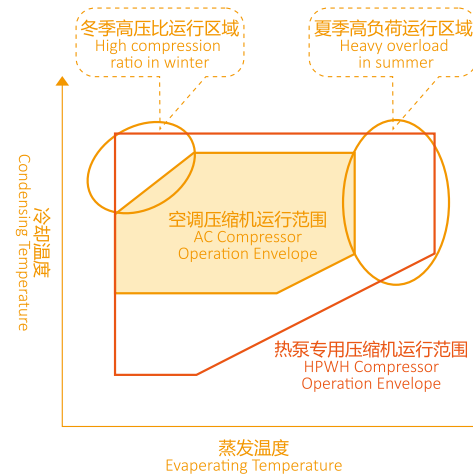 冬季高压比运行区域
High compression
ratio in winter
夏季高负荷运行区域
Heavy overload
in summer
冷却温度
Condensing Temperature
空调压缩机运行范围
AC Compressor
Operation Envelope
热泵专用压缩机运行范围
HPWH Compressor
Operation Envelope
蒸发温度
Evaperating Temperature